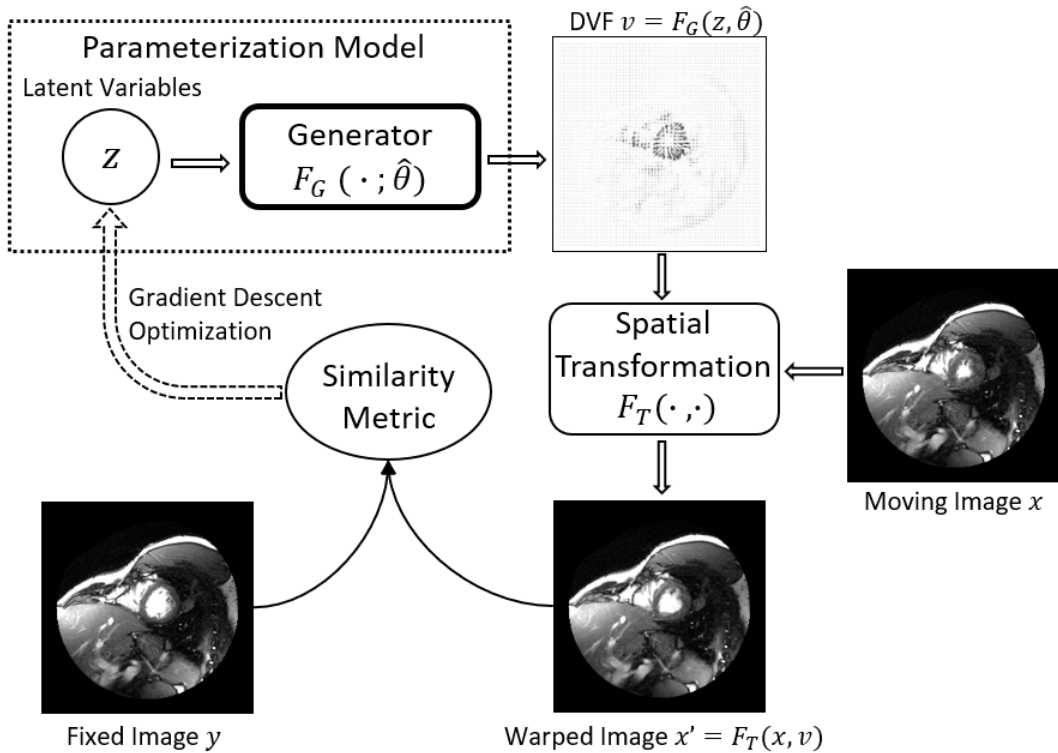 DVF v = F_G(z, θ̂)
Parameterization Model
Latent Variables
z
Generator
F_G ( · ; θ̂)
Gradient Descent
Optimization
Similarity
Metric
Spatial
Transformation
F_T(· ,·)
Moving Image x
Fixed Image y
Warped Image x’ = F_T(x, v)